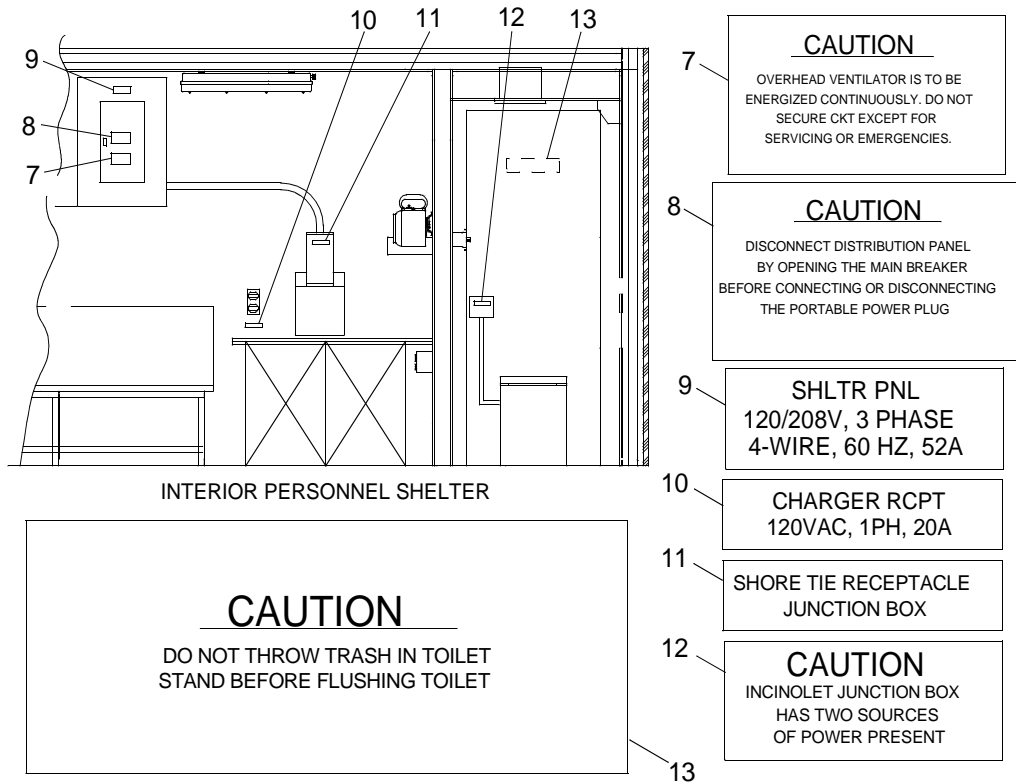 10
11
12
13
9
8
7
13
11
12
10
INTERIOR PERSONNEL SHELTER
7
CAUTION
OVERHEAD VENTILATOR IS TO BE
ENERGIZED CONTINUOUSLY. DO NOT
SECURE CKT EXCEPT FOR
SERVICING OR EMERGENCIES.
8
CAUTION
DISCONNECT DISTRIBUTION PANEL
BY OPENING THE MAIN BREAKER
BEFORE CONNECTING OR DISCONNECTING
THE PORTABLE POWER PLUG
9
SHLTR PNL
120/208V, 3 PHASE
4-WIRE, 60 HZ, 52A
10
CHARGER RCPT
120VAC, 1PH, 20A
11
SHORE TIE RECEPTACLE
JUNCTION BOX
12
CAUTION
INCINOLET JUNCTION BOX
HAS TWO SOURCES
OF POWER PRESENT
CAUTION
DO NOT THROW TRASH IN TOILET
STAND BEFORE FLUSHING TOILET
13